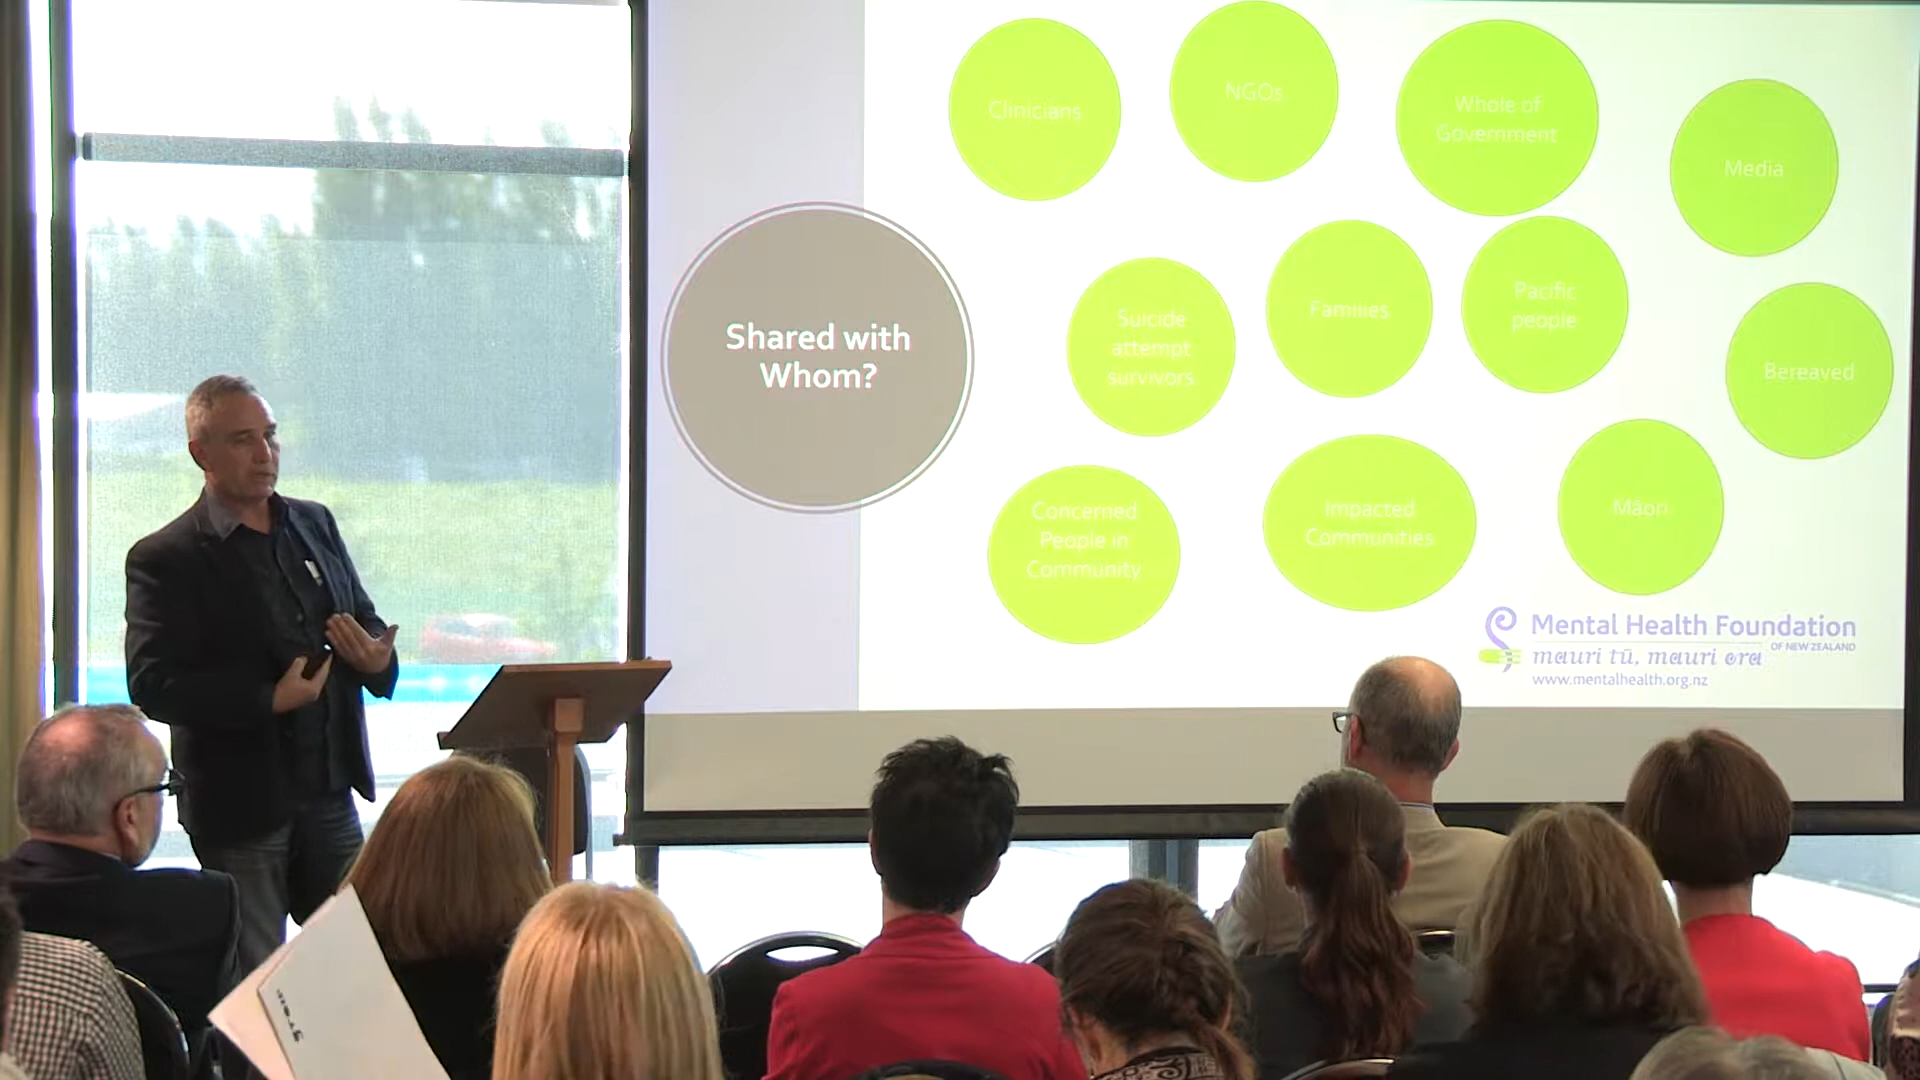 Shared with
Whom?
Clinicians
NGOs
Whole of
Government
Media
Suicide
attempt
survivors
Families
Pacific
people
Bereaved
Concerned
People in
Community
Impacted
Communities
Māori
Mental Health Foundation
OF NEW ZEALAND
mauri tū, mauri ora
www.mentalhealth.org.nz